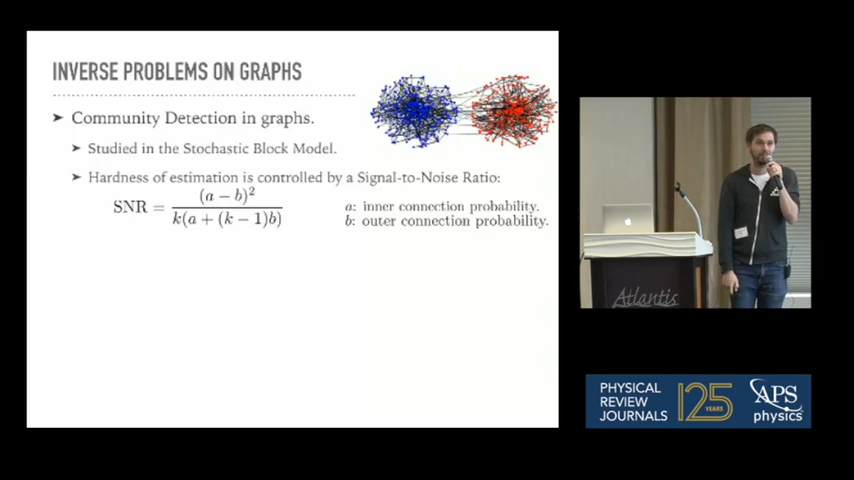 INVERSE PROBLEMS ON GRAPHS
➤ Community Detection in graphs.
➤ Studied in the Stochastic Block Model.
➤ Hardness of estimation is controlled by a Signal-to-Noise Ratio:
SNR = (a − b)² / k(a + (k − 1)b)
a: inner connection probability.
b: outer connection probability.
Atlantis
PHYSICAL
REVIEW
JOURNALS
125
YEARS
APS
physics